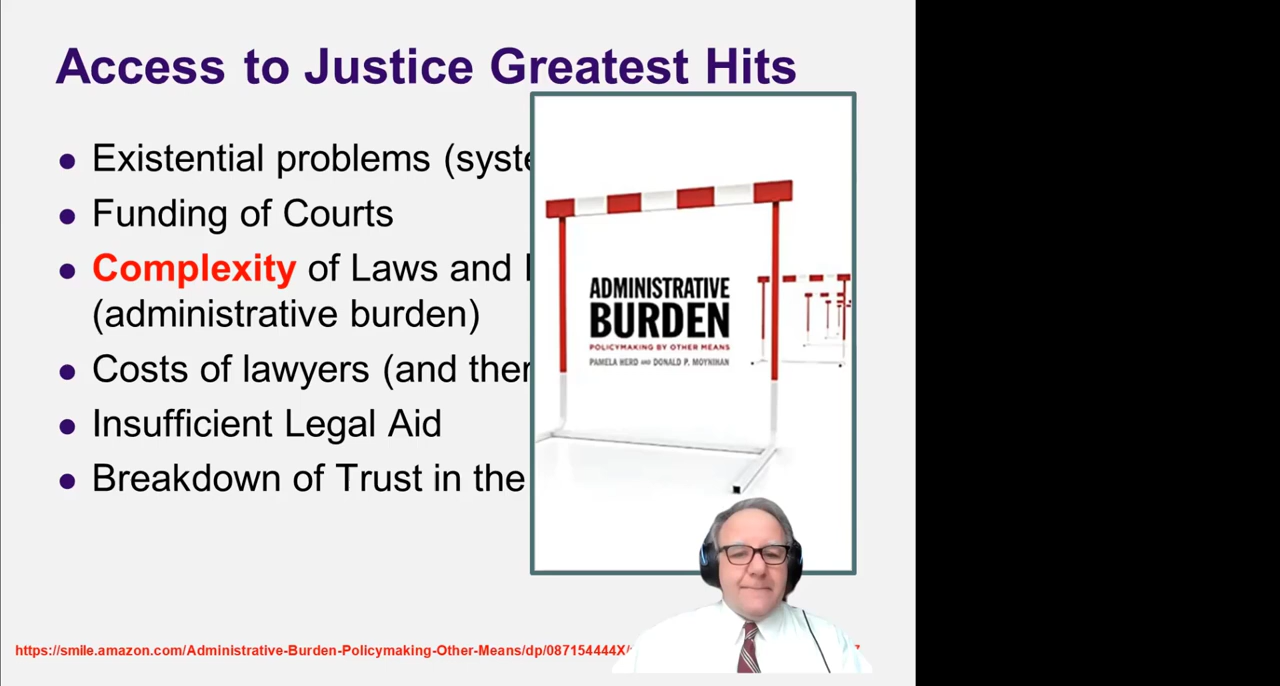 Access to Justice Greatest Hits
● Existential problems (syste
● Funding of Courts
● Complexity of Laws and
(administrative burden)
● Costs of lawyers (and ther
● Insufficient Legal Aid
● Breakdown of Trust in the
ADMINISTRATIVE
BURDEN
POLICYMAKING BY OTHER MEANS
PAMELA HERD AND DONALD P. MOYNIHAN
https://smile.amazon.com/Administrative-Burden-Policymaking-Other-Means/dp/087154444X/